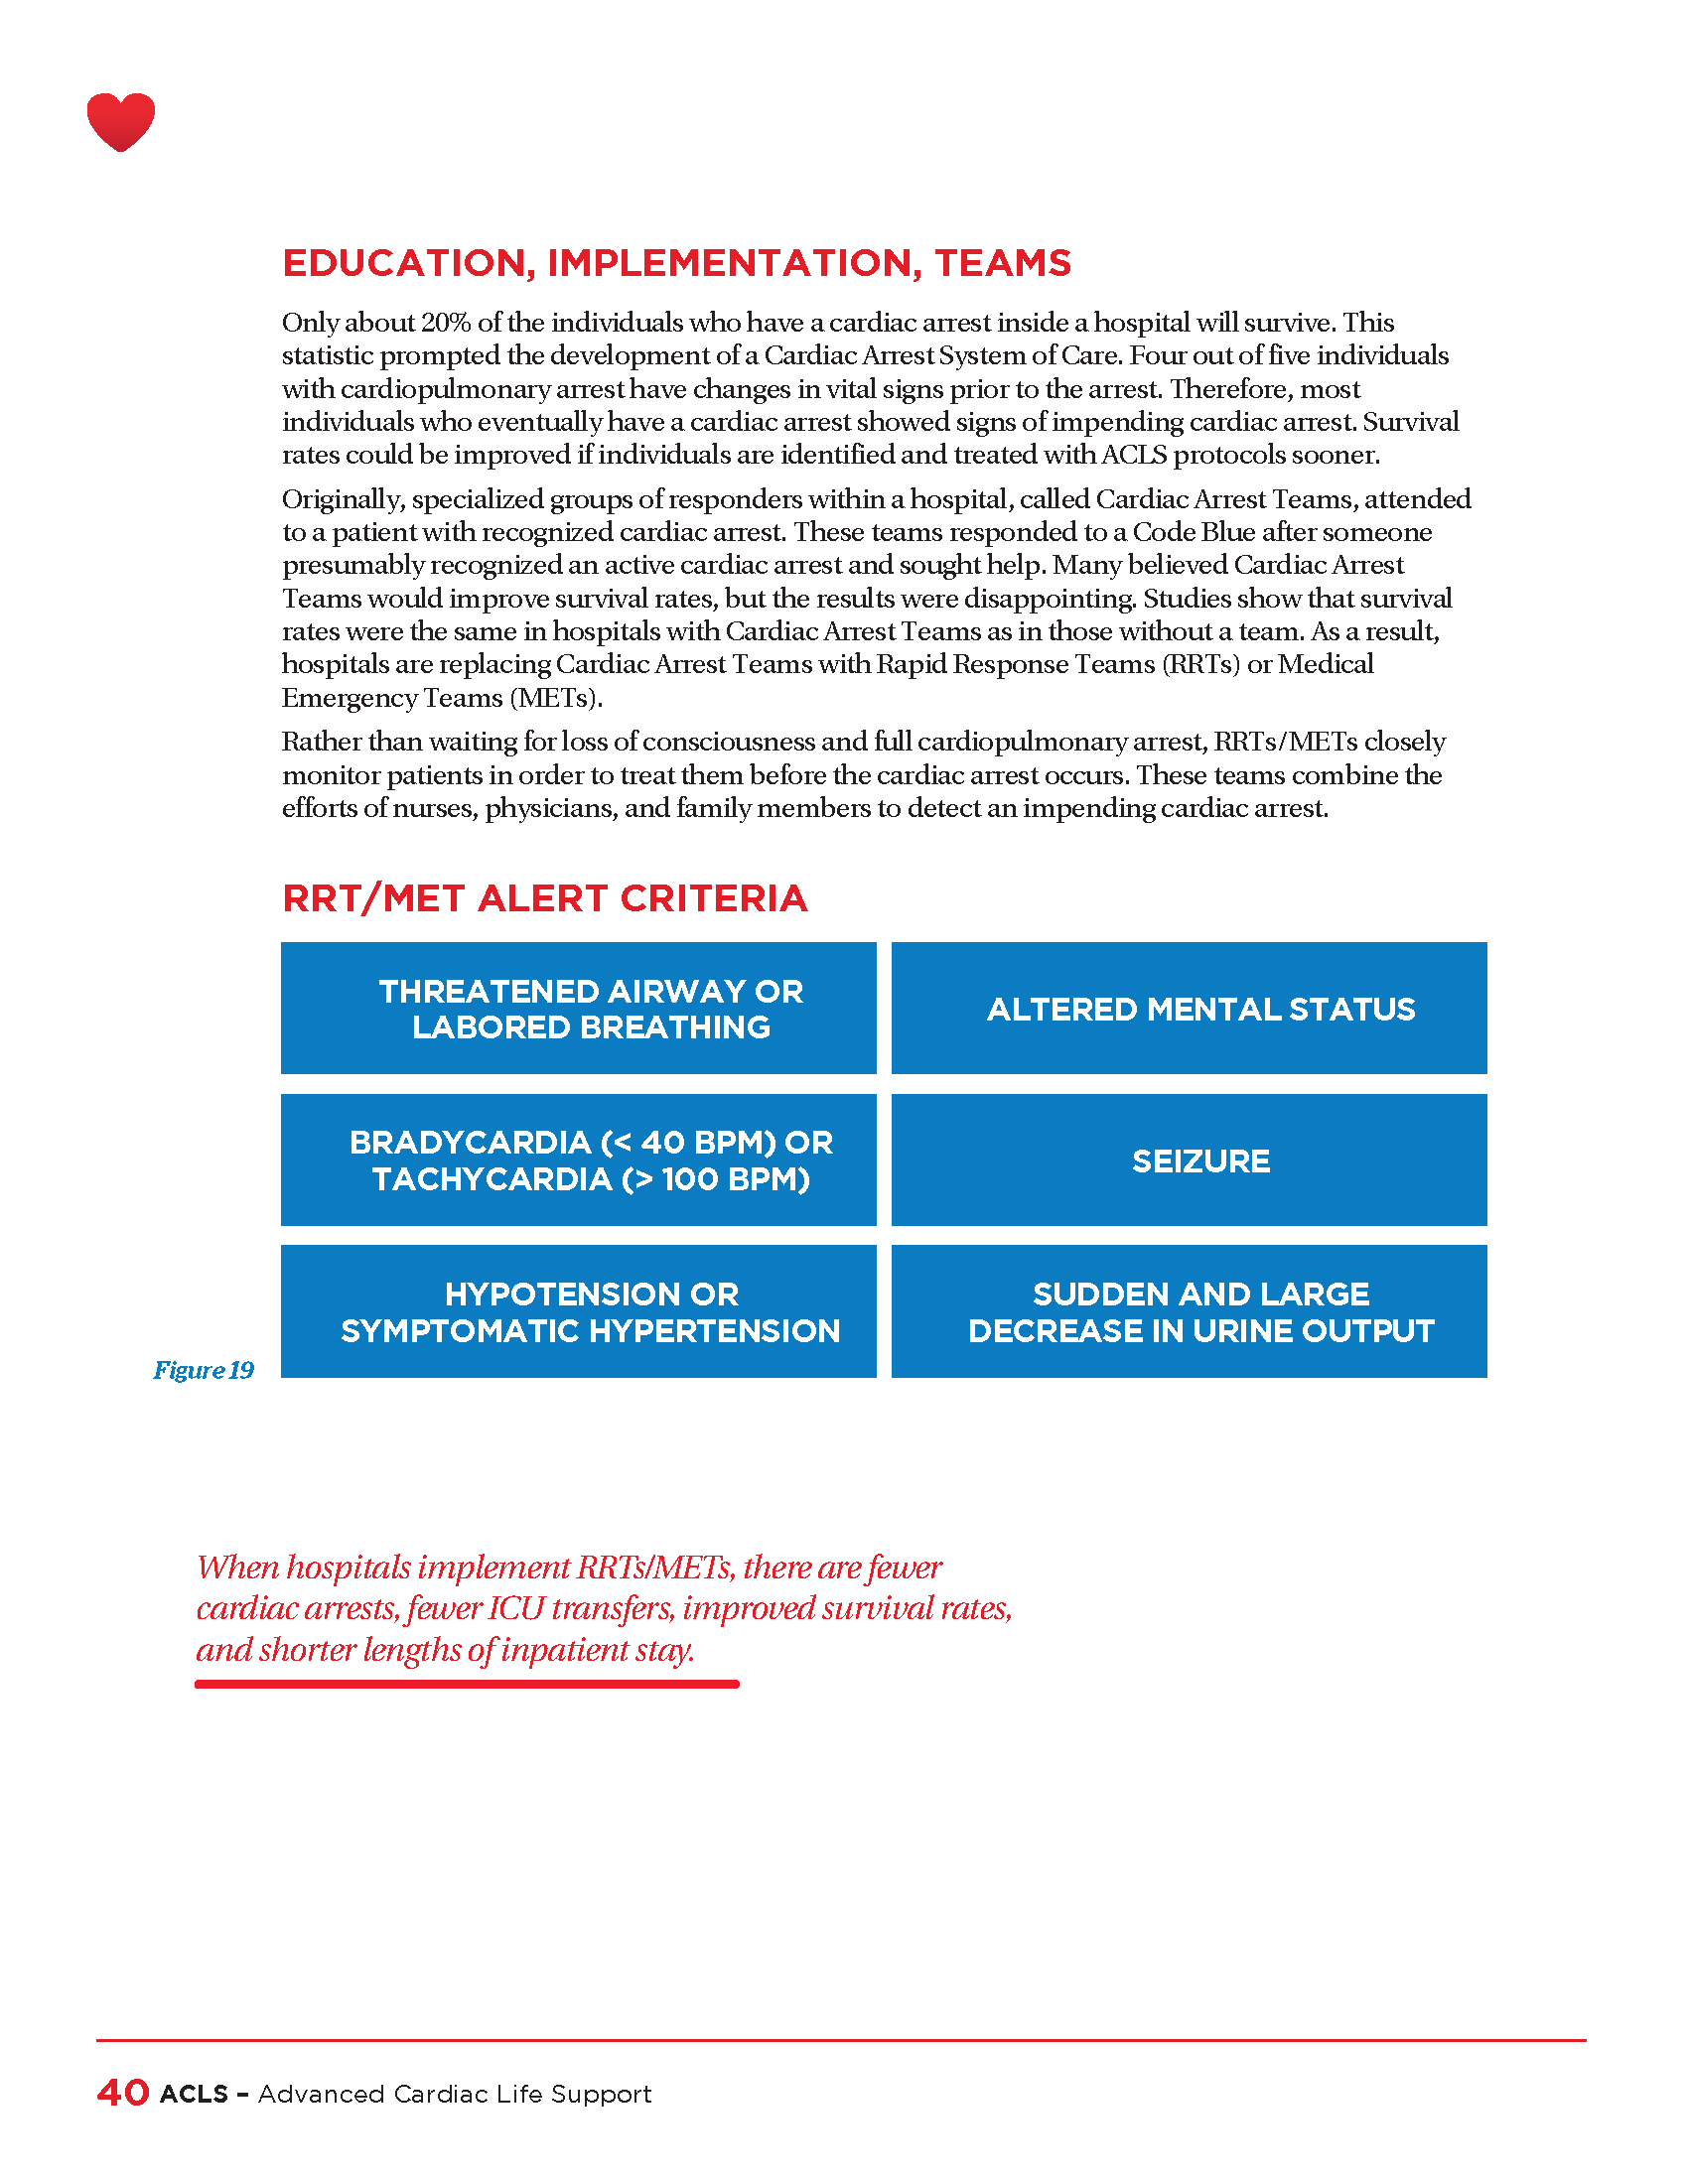 EDUCATION, IMPLEMENTATION, TEAMS
Only about 20% of the individuals who have a cardiac arrest inside a hospital will survive. This
statistic prompted the development of a Cardiac Arrest System of Care. Four out of five individuals
with cardiopulmonary arrest have changes in vital signs prior to the arrest. Therefore, most
individuals who eventually have a cardiac arrest showed signs of impending cardiac arrest. Survival
rates could be improved if individuals are identified and treated with ACLS protocols sooner.
Originally, specialized groups of responders within a hospital, called Cardiac Arrest Teams, attended
to a patient with recognized cardiac arrest. These teams responded to a Code Blue after someone
presumably recognized an active cardiac arrest and sought help. Many believed Cardiac Arrest
Teams would improve survival rates, but the results were disappointing. Studies show that survival
rates were the same in hospitals with Cardiac Arrest Teams as in those without a team. As a result,
hospitals are replacing Cardiac Arrest Teams with Rapid Response Teams (RRTs) or Medical
Emergency Teams (METs).
Rather than waiting for loss of consciousness and full cardiopulmonary arrest, RRTs/METs closely
monitor patients in order to treat them before the cardiac arrest occurs. These teams combine the
efforts of nurses, physicians, and family members to detect an impending cardiac arrest.
RRT/MET ALERT CRITERIA
THREATENED AIRWAY OR
LABORED BREATHING
ALTERED MENTAL STATUS
BRADYCARDIA (< 40 BPM) OR
TACHYCARDIA (> 100 BPM)
SEIZURE
HYPOTENSION OR
SYMPTOMATIC HYPERTENSION
SUDDEN AND LARGE
DECREASE IN URINE OUTPUT
Figure 19
When hospitals implement RRTs/METs, there are fewer
cardiac arrests, fewer ICU transfers, improved survival rates,
and shorter lengths of inpatient stay.
40 ACLS – Advanced Cardiac Life Support